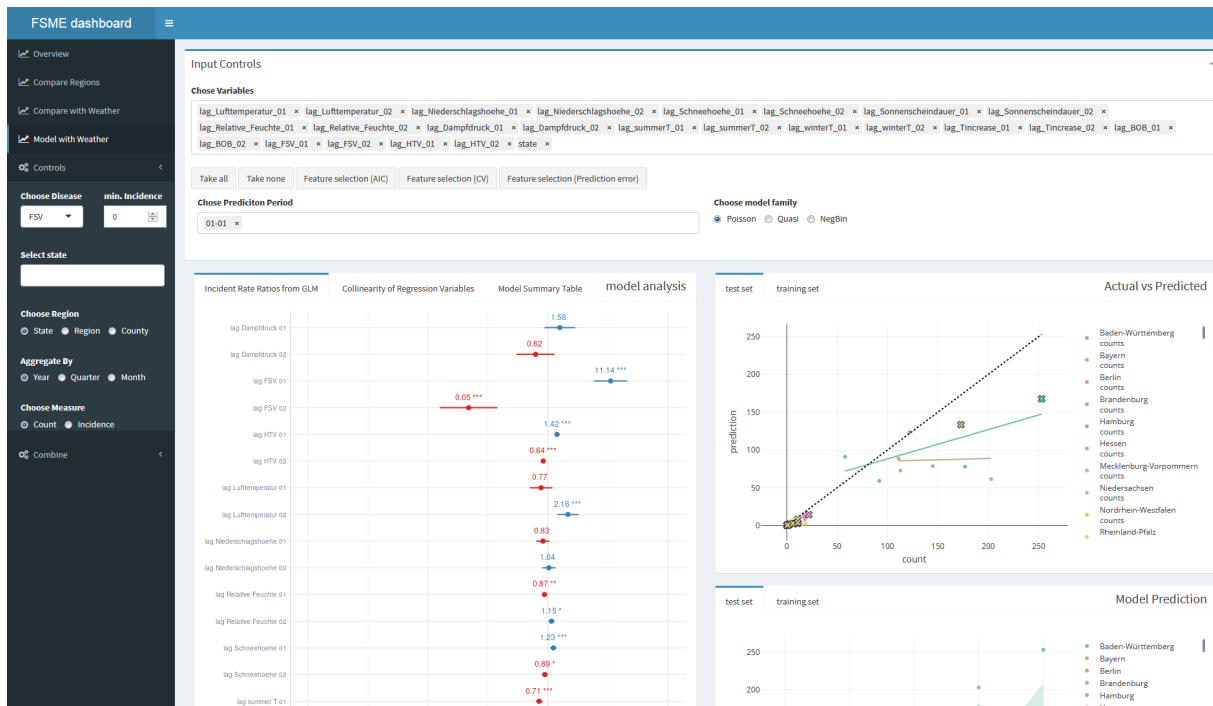 FSME dashboard
Overview
Compare Regions
Compare with Weather
Model with Weather
Controls
Choose Disease min. Incidence
FSV 0
Select state
Choose Region
State Region County
Aggregate By
Year Quarter Month
Choose Measure
Count Incidence
Combine
Input Controls
Chose Variables
lag_Lufttemperatur_01 × lag_Lufttemperatur_02 × lag_Niederschlagshoehe_01 × lag_Niederschlagshoehe_02 × lag_Schneehoehe_01 × lag_Schneehoehe_02 × lag_Sonnenscheindauer_01 × lag_Sonnenscheindauer_02 ×
lag_Relative_Feuchte_01 × lag_Relative_Feuchte_02 × lag_Dampfdruck_01 × lag_Dampfdruck_02 × lag_summerT_01 × lag_summerT_02 × lag_winterT_01 × lag_winterT_02 × lag_Tincrease_01 × lag_Tincrease_02 × lag_BOB_01 ×
lag_BOB_02 × lag_FSV_01 × lag_FSV_02 × lag_HTV_01 × lag_HTV_02 × state ×
Take all Take none Feature selection (AIC) Feature selection (CV) Feature selection (Prediction error)
Chose Prediciton Period
01-01 ×
Choose model family
Poisson Quasi NegBin
Incident Rate Ratios from GLM Collinearity of Regression Variables Model Summary Table model analysis
lag Dampfdruck 01 1.58
lag Dampfdruck 02 0.62
lag FSV 01 11.14 ***
lag FSV 02 0.05 ***
lag HTV 01 1.42 ***
lag HTV 02 0.84 ***
lag Lufttemperatur 01 0.77
lag Lufttemperatur 02 2.16 ***
lag Niederschlagshoehe 01 0.83
lag Niederschlagshoehe 02 1.04
lag Relative Feuchte 01 0.87 **
lag Relative Feuchte 02 1.15 *
lag Schneehoehe 01 1.23 ***
lag Schneehoehe 02 0.89 *
lag summer T 01 0.71 ***
test set training set Actual vs Predicted
250
200
150
100
50
0
prediction
0 50 100 150 200 250
count
Baden-Württemberg
counts
Bayern
counts
Berlin
counts
Brandenburg
counts
Hamburg
counts
Hessen
counts
Mecklenburg-Vorpommern
counts
Niedersachsen
counts
Nordrhein-Westfalen
counts
Rheinland-Pfalz
test set training set Model Prediction
250
200
Baden-Württemberg
Bayern
Berlin
Brandenburg
Hamburg